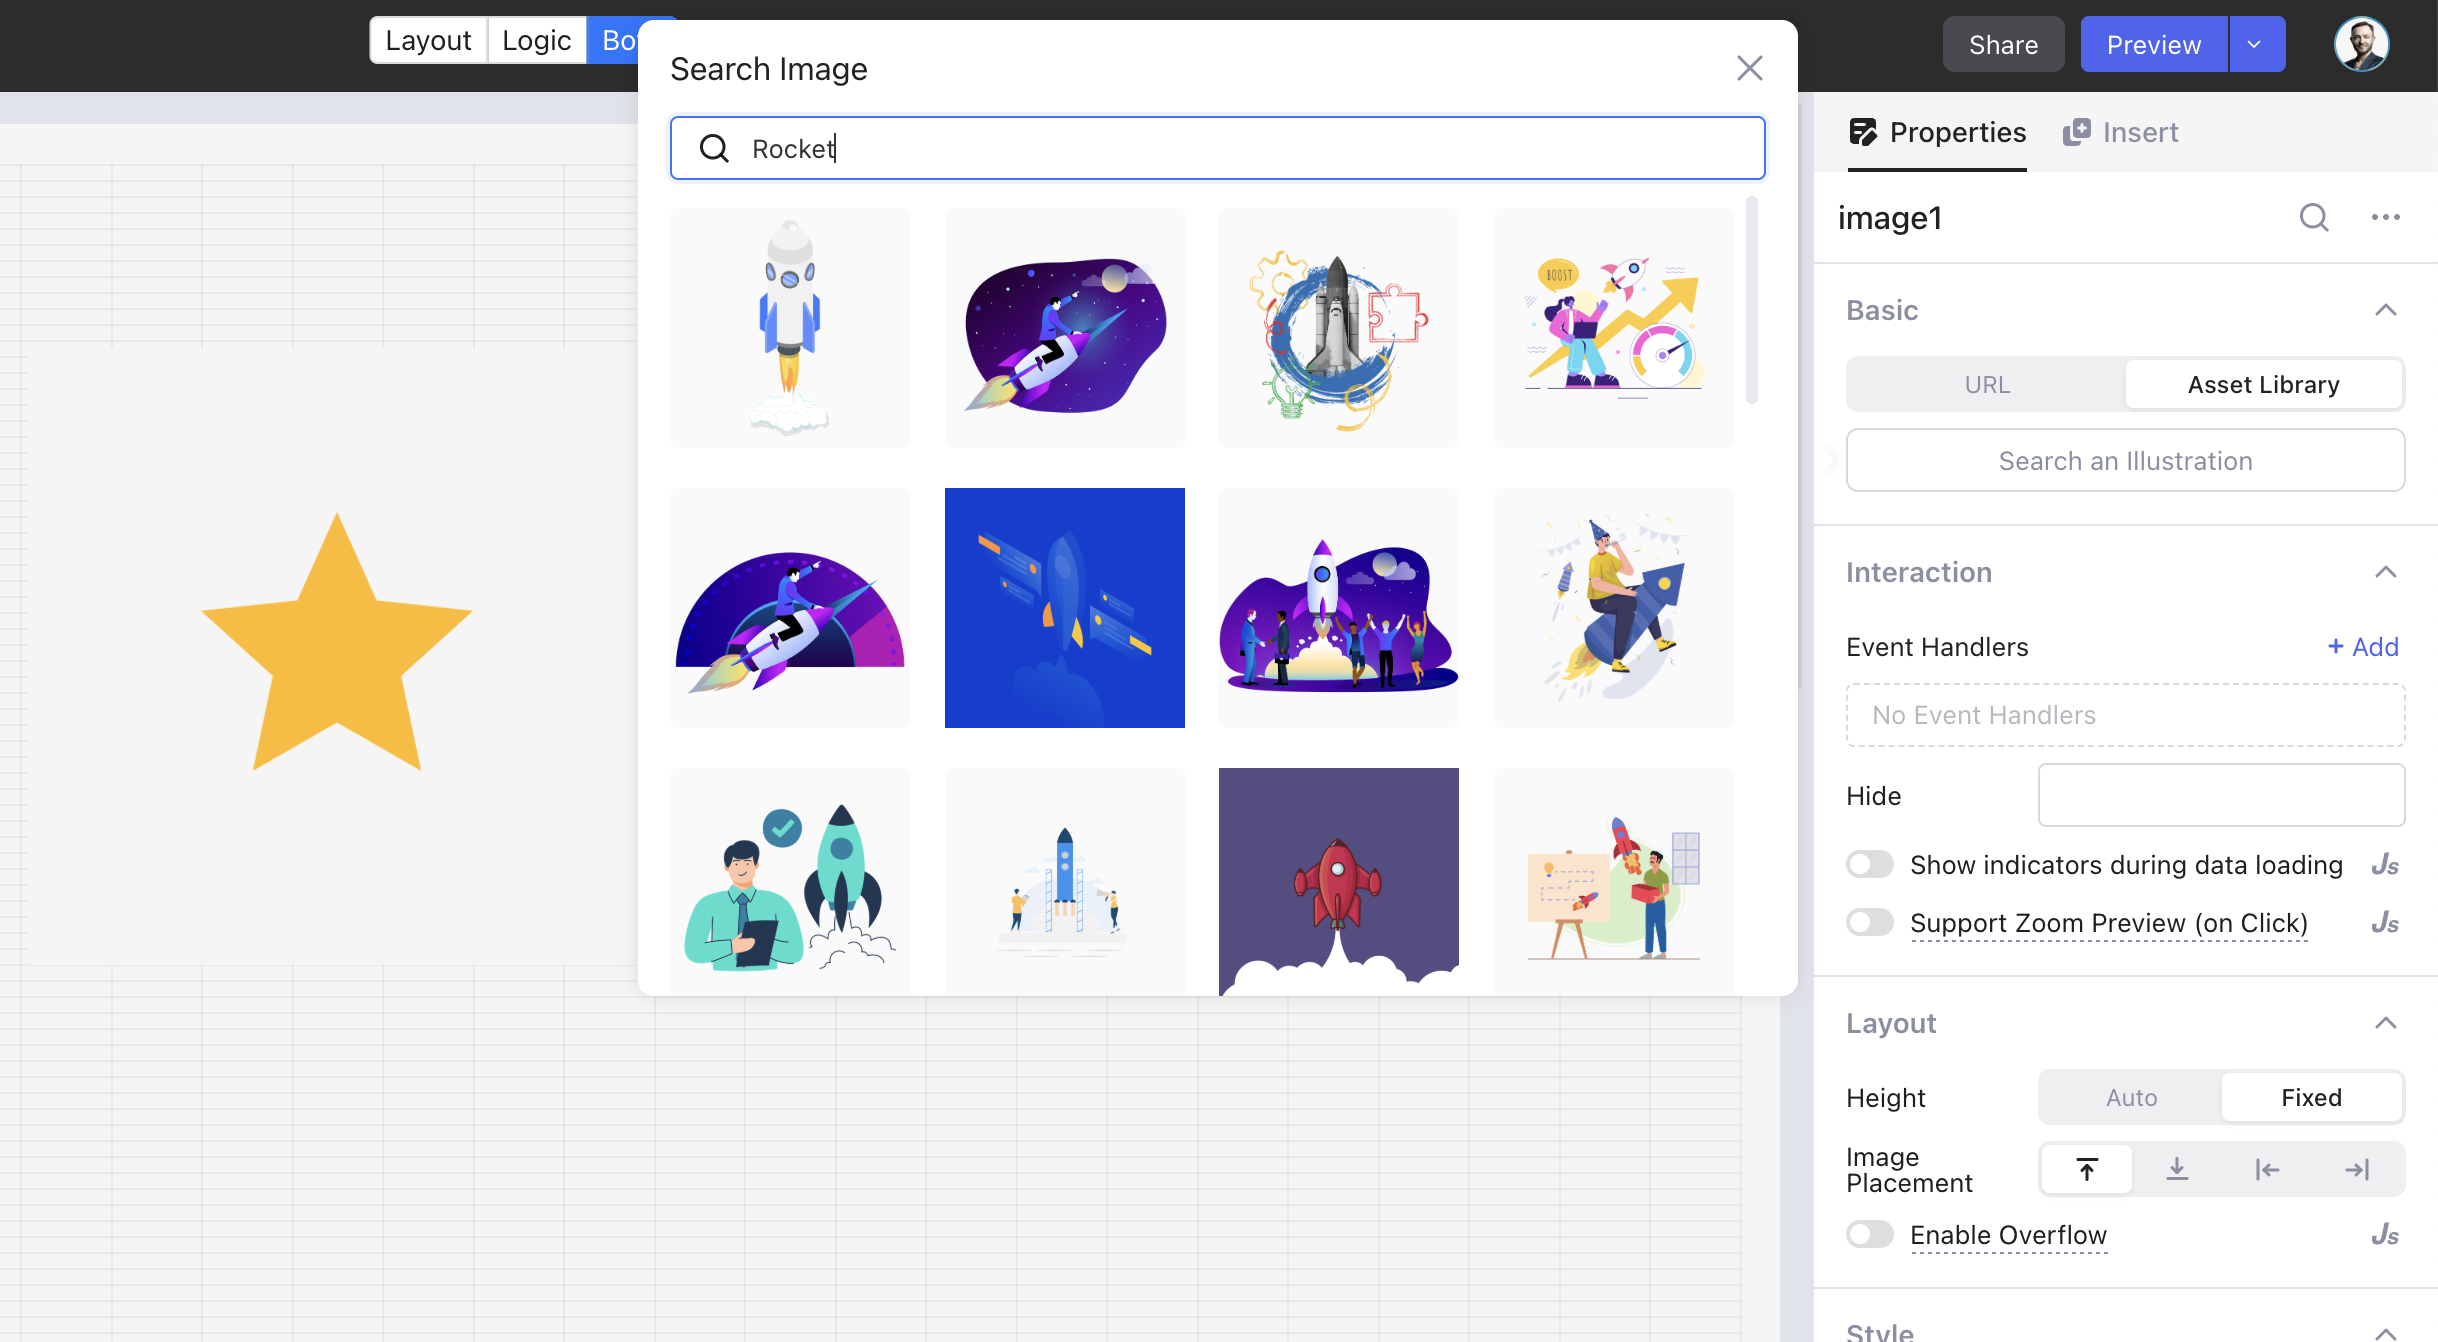 Layout Logic Bo
Search Image
Share Preview
Rocket
Properties Insert
image1
BOOST
Basic
URL Asset Library
Search an Illustration
Interaction
Event Handlers + Add
No Event Handlers
Hide
Show indicators during data loading Js
Support Zoom Preview (on Click) Js
Layout
Height Auto Fixed
Image
Placement
Enable Overflow Js
Style